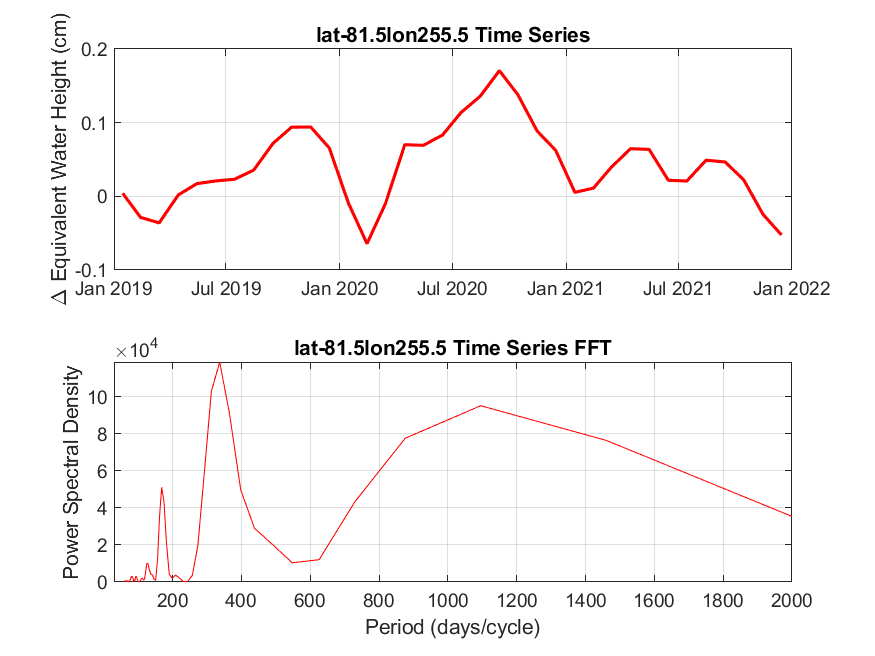 lat-81.5lon255.5 Time Series
Δ Equivalent Water Height (cm)
0.2
0.1
0
-0.1
Jan 2019 Jul 2019 Jan 2020 Jul 2020 Jan 2021 Jul 2021 Jan 2022
lat-81.5lon255.5 Time Series FFT
×10⁴
Power Spectral Density
10
8
6
4
2
0
200 400 600 800 1000 1200 1400 1600 1800 2000
Period (days/cycle)